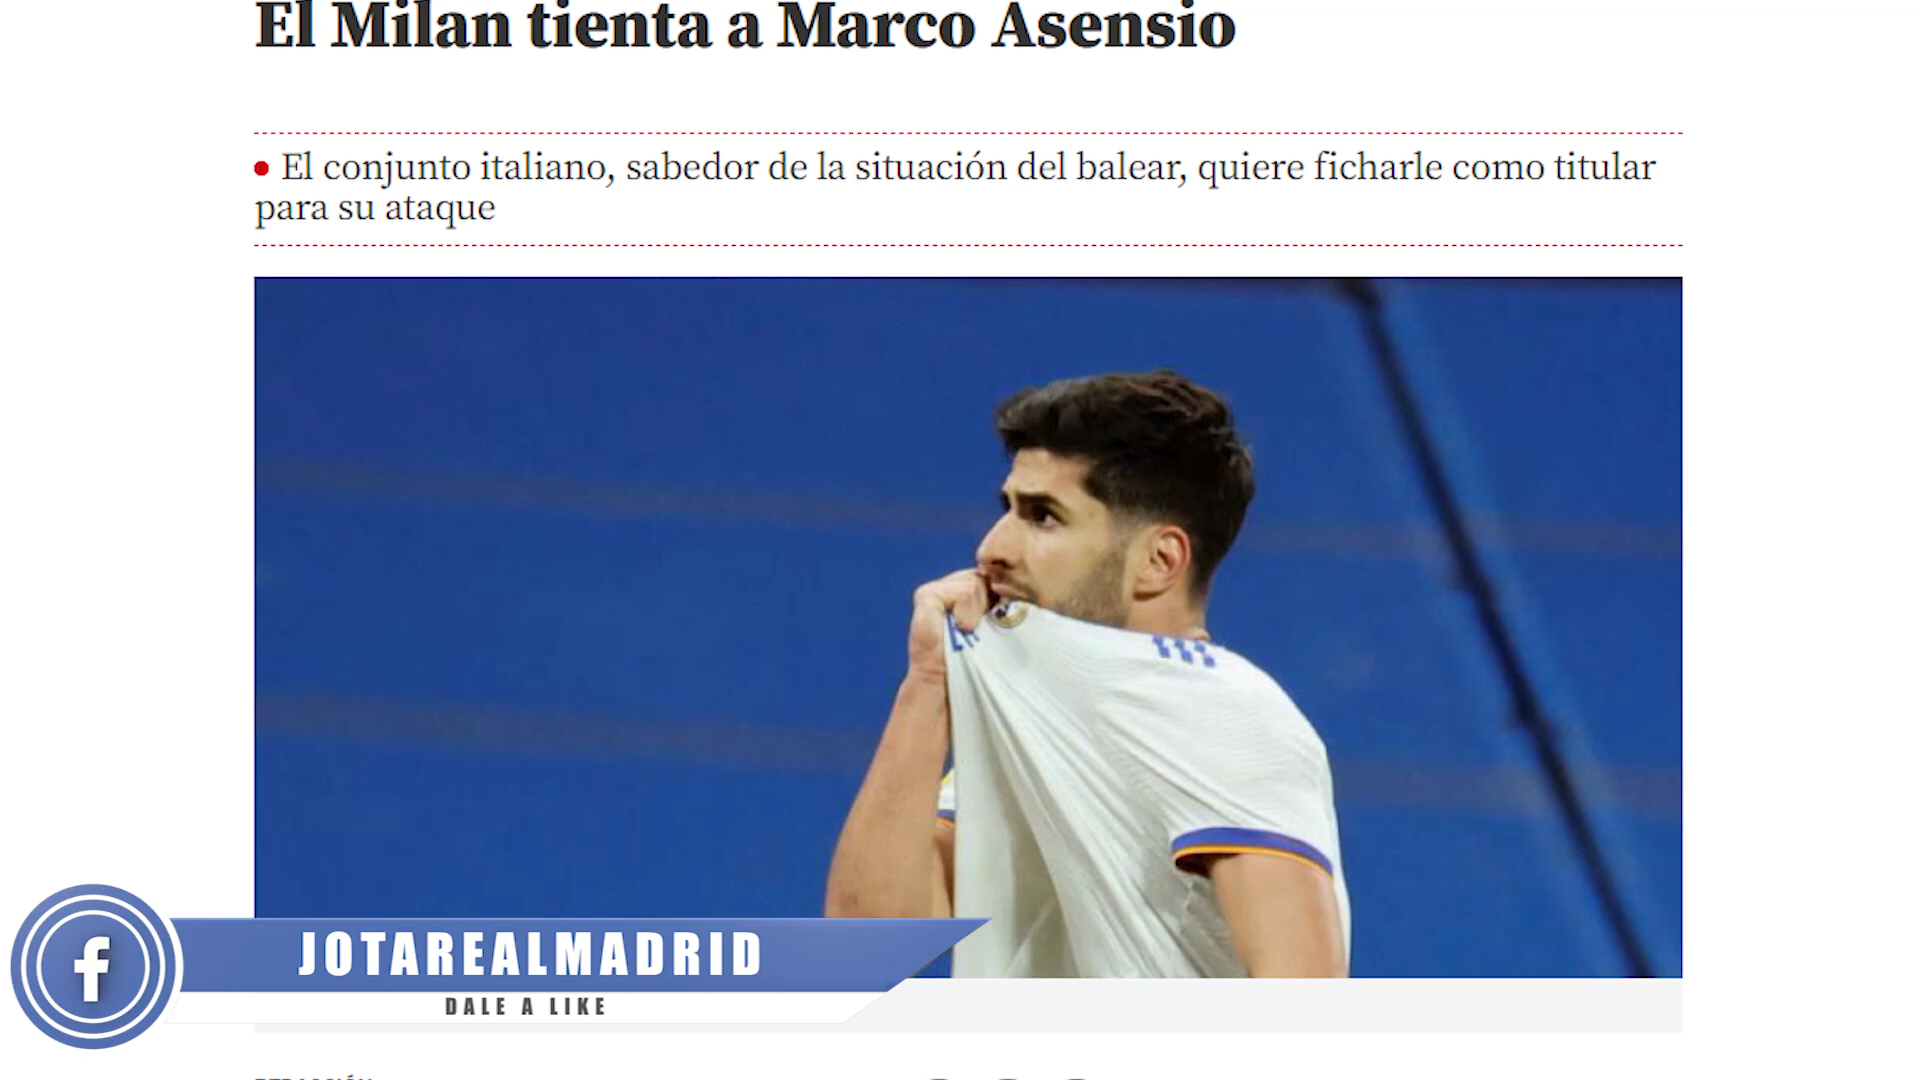 El Milan tienta a Marco Asensio
El conjunto italiano, sabedor de la situación del balear, quiere ficharle como titular
para su ataque
JOTAREALMADRID
DALE A LIKE